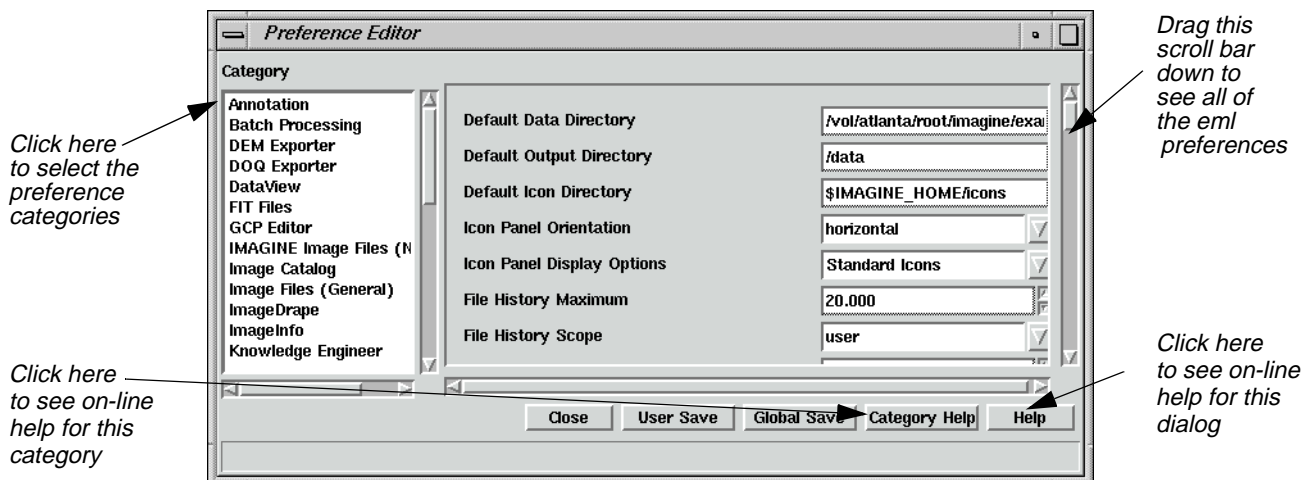 Preference Editor
Category
Annotation
Batch Processing
DEM Exporter
DOQ Exporter
DataView
FIT Files
GCP Editor
IMAGINE Image Files (N
Image Catalog
Image Files (General)
ImageDrape
ImageInfo
Knowledge Engineer
Default Data Directory
/vol/atlanta/root/imagine/exa
Default Output Directory
/data
Default Icon Directory
$IMAGINE_HOME/icons
Icon Panel Orientation
horizontal
Icon Panel Display Options
Standard Icons
File History Maximum
20.000
File History Scope
user
Close
User Save
Global Save
Category Help
Help
Click here
to select the
preference
categories
Click here
to see on-line
help for this
category
Drag this
scroll bar
down to
see all of
the eml
preferences
Click here
to see on-line
help for this
dialog